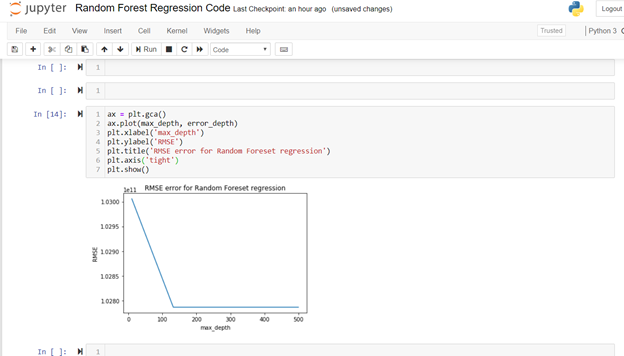 jupyter Random Forest Regression Code Last Checkpoint an hour ago (unsaved changes) Logout
File Edit View Insert Cell Kernel Widgets Help Trusted Python 3
Run Code
In [ ]: 1
In [ ]: 1
In [14]: 1 ax = plt.gca()
2 ax.plot(max_depth, error_depth)
3 plt.xlabel('max_depth')
4 plt.ylabel('RMSE')
5 plt.title('RMSE error for Random Foreset regression')
6 plt.axis('tight')
7 plt.show()
1e11 RMSE error for Random Foreset regression
1.0300
1.0295
1.0290
1.0285
1.0280
RMSE
0 100 200 300 400 500
max_depth
In [ ]: 1